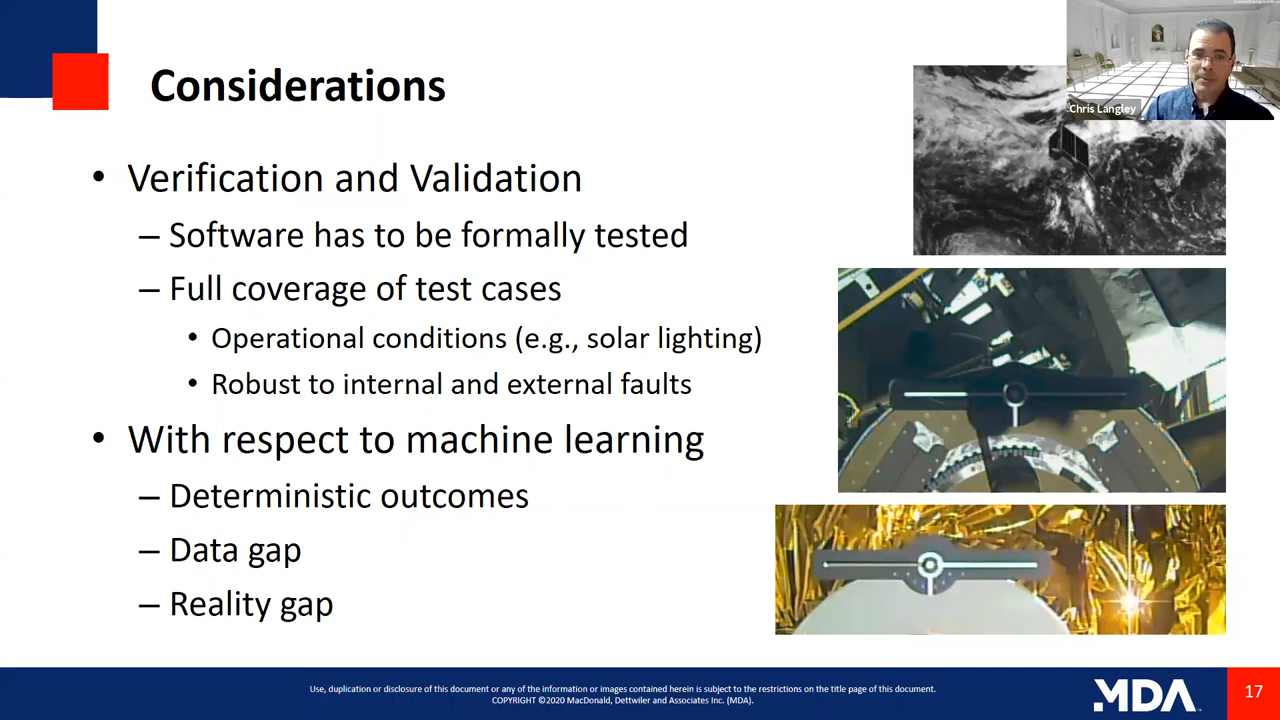 Considerations
Chris Langley
• Verification and Validation
– Software has to be formally tested
– Full coverage of test cases
• Operational conditions (e.g., solar lighting)
• Robust to internal and external faults
• With respect to machine learning
– Deterministic outcomes
– Data gap
– Reality gap
Use, duplication or disclosure of this document or any of the information or images contained herein is subject to the restrictions on the title page of this document.
COPYRIGHT ©2020 MacDonald, Dettwiler and Associates Inc. (MDA).
MDA
17